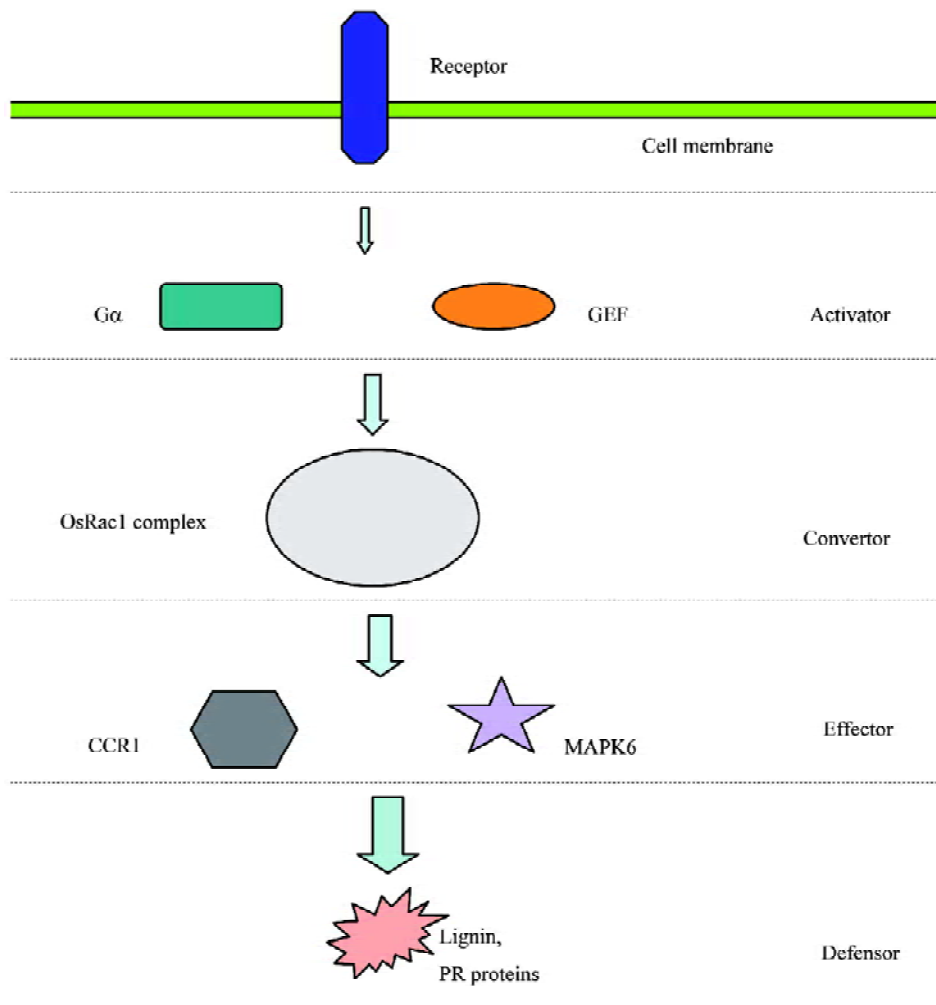 Receptor
Cell membrane
Gα
GEF
Activator
OsRac1 complex
Convertor
CCR1
MAPK6
Effector
Lignin,
PR proteins
Defensor